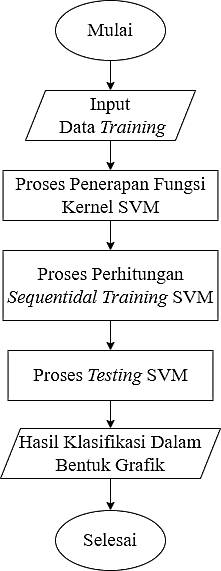 Mulai
Input
Data Training
Proses Penerapan Fungsi
Kernel SVM
Proses Perhitungan
Sequentidal Training SVM
Proses Testing SVM
Hasil Klasifikasi Dalam
Bentuk Grafik
Selesai